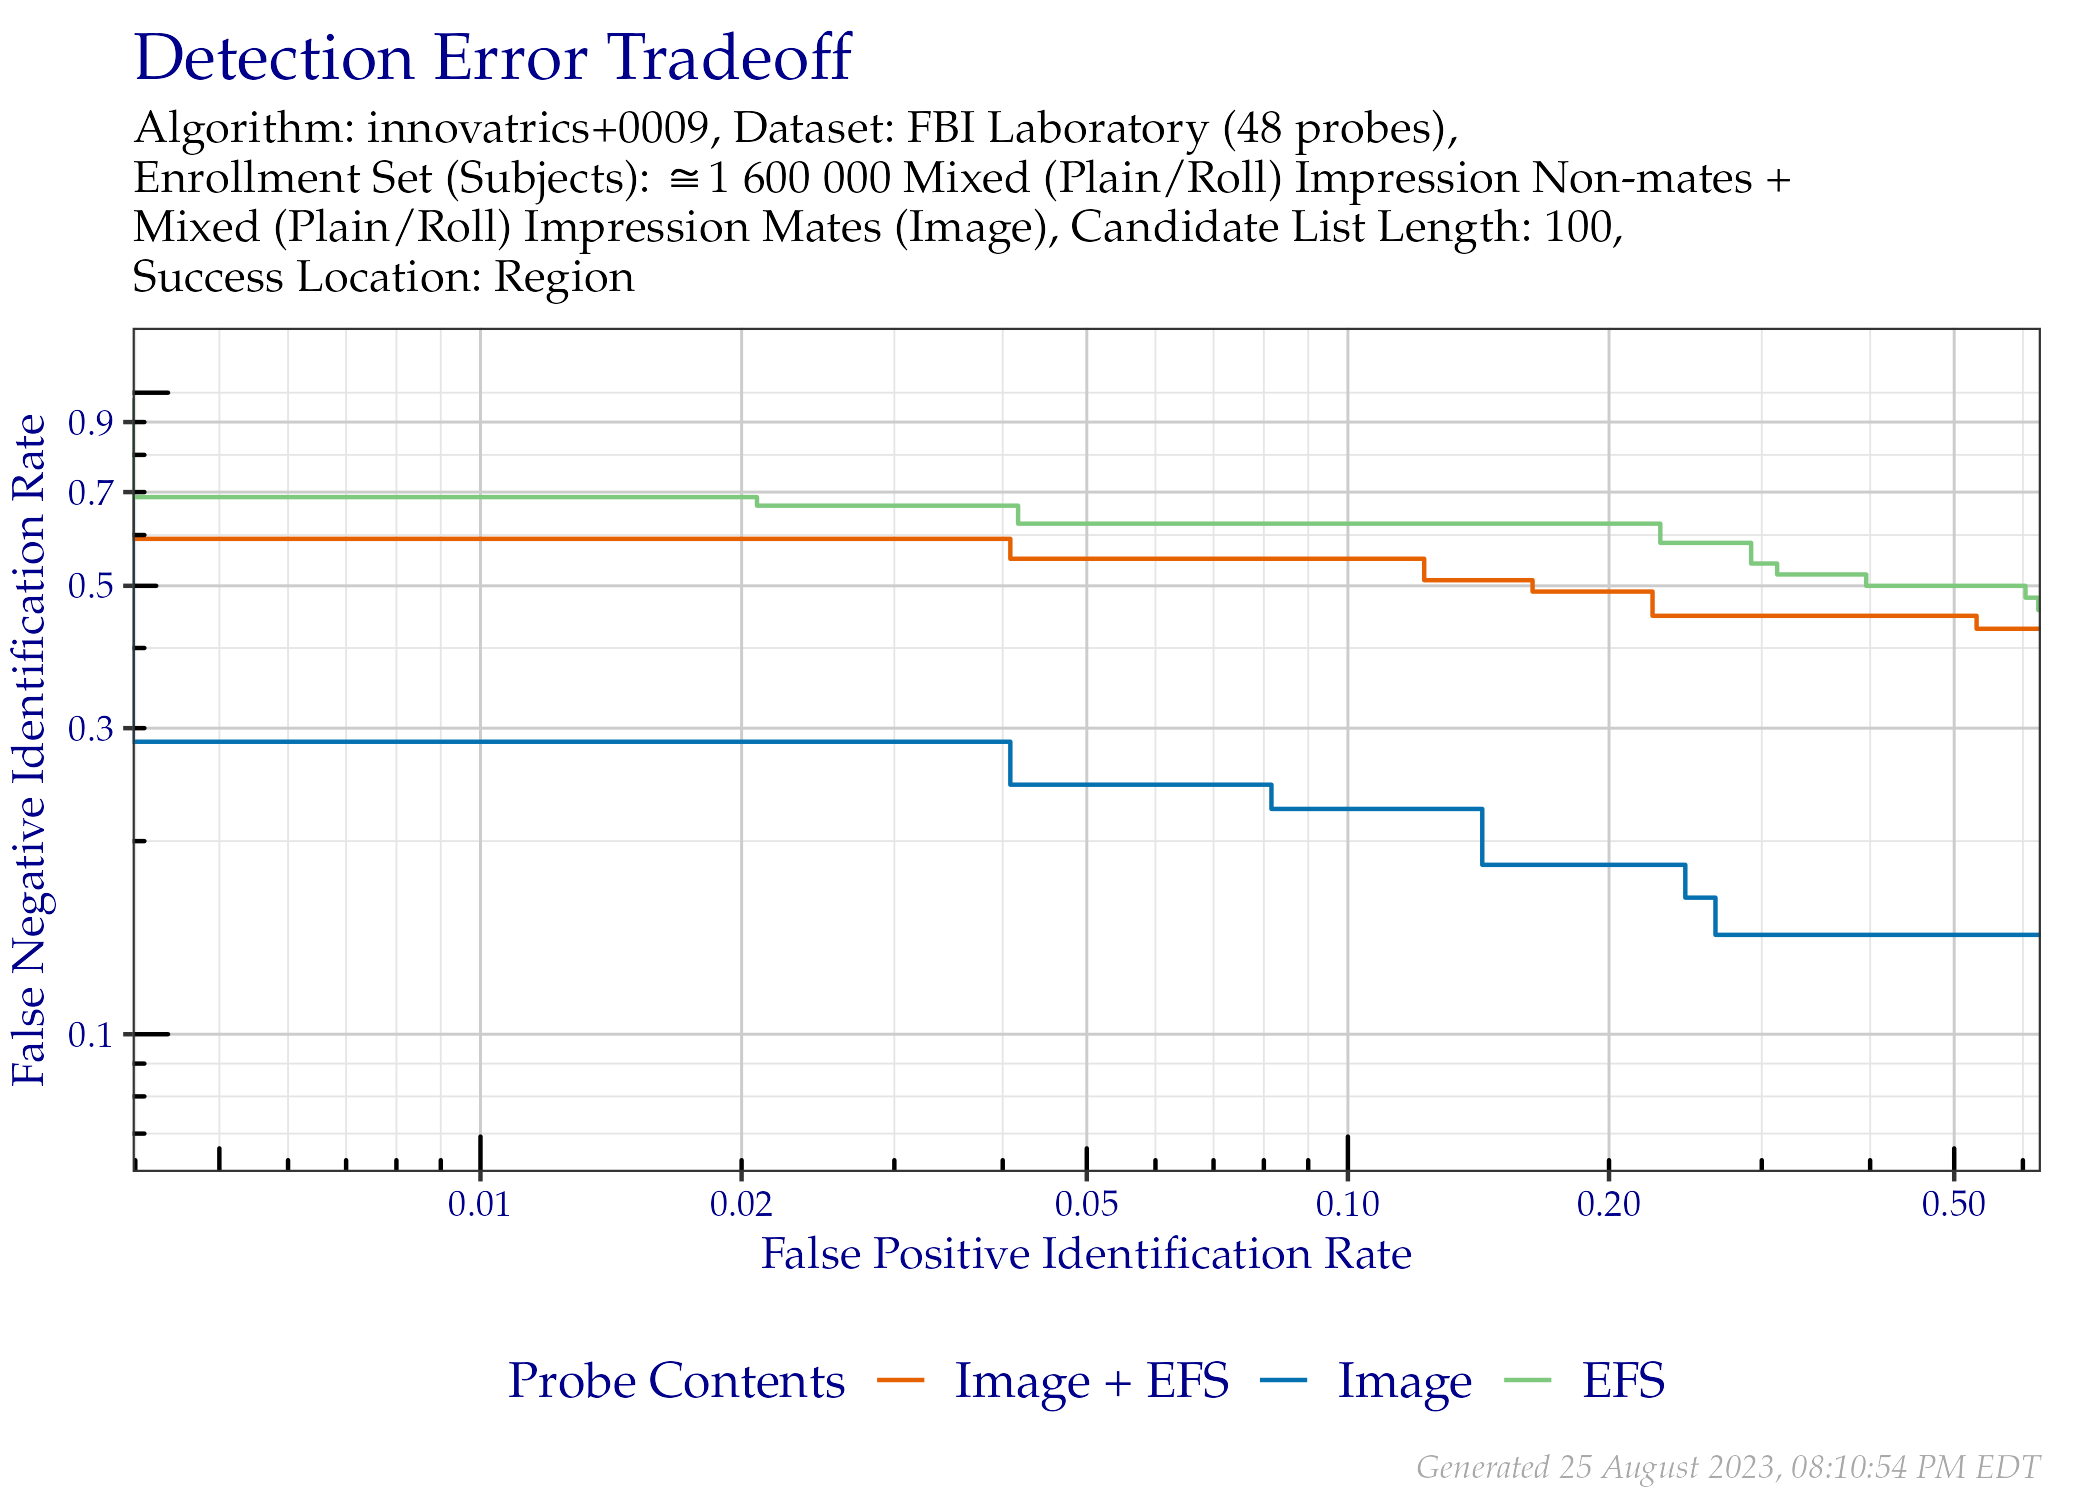 Detection Error Tradeoff
Algorithm: innovatrics+0009, Dataset: FBI Laboratory (48 probes),
Enrollment Set (Subjects): ≅1 600 000 Mixed (Plain/Roll) Impression Non-mates +
Mixed (Plain/Roll) Impression Mates (Image), Candidate List Length: 100,
Success Location: Region
False Negative Identification Rate
0.9
0.7
0.5
0.3
0.1
0.01 0.02 0.05 0.10 0.20 0.50
False Positive Identification Rate
Probe Contents Image + EFS Image EFS
Generated 25 August 2023, 08:10:54 PM EDT